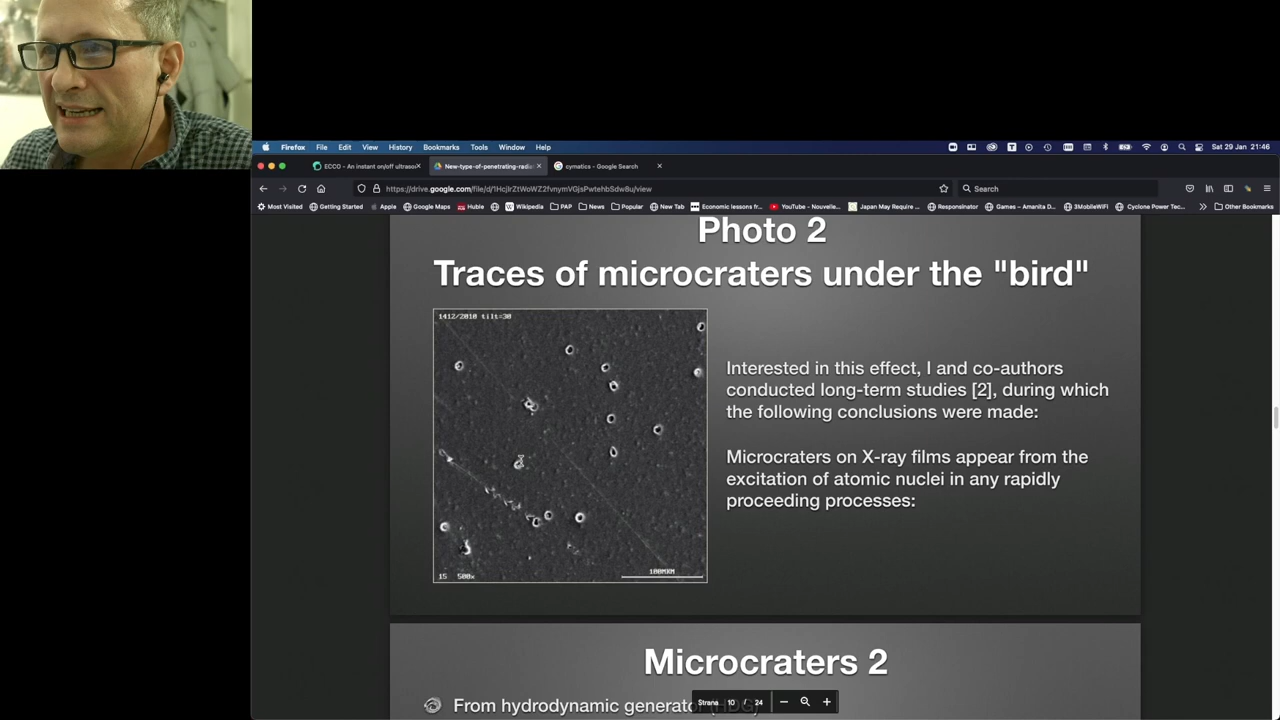 Firefox File Edit View History Bookmarks Tools Window Help Sat 29 Jan 21:46
ECCO - An instant on/off ultrasou New-type-of-penetrating-radia cymatics - Google Search
https://drive.google.com/file/d/1HcjlrZtWoWZ2fvnymVGjsPwtehbSdw8u/view Search
Most Visited Getting Started Apple Google Maps Huble Wikipedia PAP News Popular New Tab Economic lessons fr... YouTube - Nouvelle... Japan May Require ... Responsinator Games – Amanita D... 3MobileWiFi Cyclone Power Tec... Other Bookmarks
Photo 2
Traces of microcraters under the "bird"
1412/2010 tilt=30
15 500x
100MKM
Interested in this effect, I and co-authors
conducted long-term studies [2], during which
the following conclusions were made:
Microcraters on X-ray films appear from the
excitation of atomic nuclei in any rapidly
proceeding processes:
Microcraters 2
From hydrodynamic generator (HDG)
Strana 10 / 24